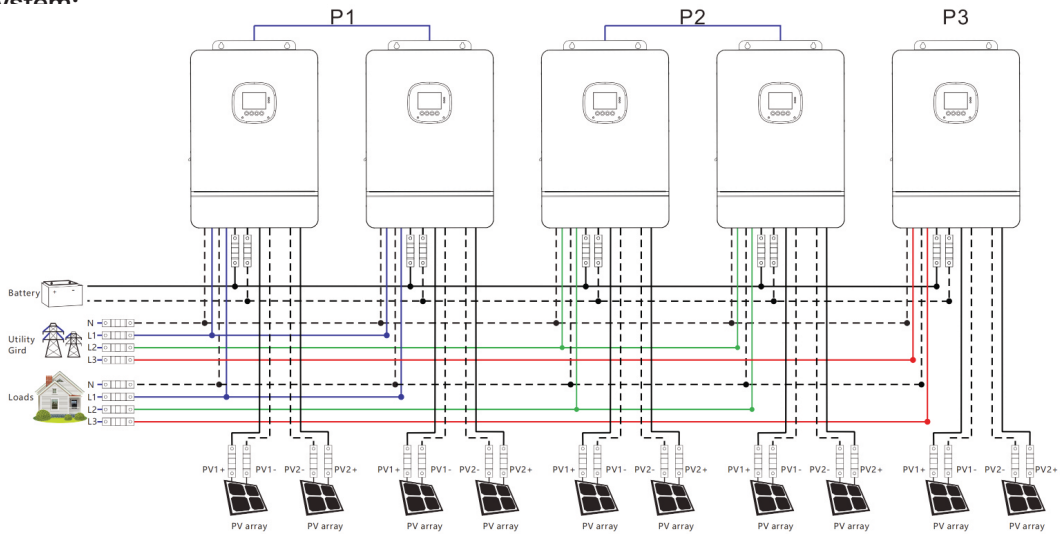 P1 P2 P3
Battery
N
L1
Utility
Gird
L2
L3
N
L1
Loads
L2
L3
PV1+ PV1- PV2- PV2+ PV1+ PV1- PV2- PV2+ PV1+ PV1- PV2- PV2+ PV1+ PV1- PV2- PV2+ PV1+ PV1- PV2- PV2+
PV array PV array PV array PV array PV array PV array PV array PV array PV array PV array